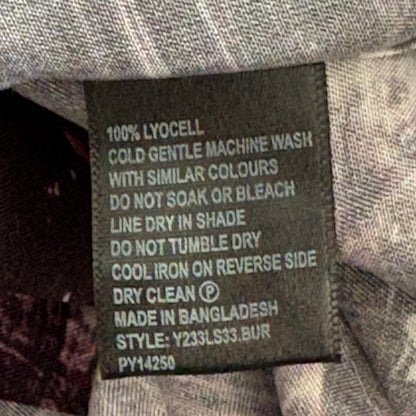 100% LYOCELL
COLD GENTLE MACHINE WASH
WITH SIMILAR COLOURS
DO NOT SOAK OR BLEACH
LINE DRY IN SHADE
DO NOT TUMBLE DRY
COOL IRON ON REVERSE SIDE
DRY CLEAN Ⓟ
MADE IN BANGLADESH
STYLE: Y233LS33.BUR
PY14250